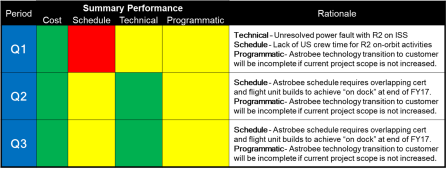 Period
Summary Performance
Rationale
Cost
Schedule
Technical
Programmatic
Q1
Technical - Unresolved power fault with R2 on ISS
Schedule - Lack of US crew time for R2 on-orbit activities
Programmatic- Astrobee technology transition to customer
will be incomplete if current project scope is not increased.
Q2
Schedule - Astrobee schedule requires overlapping cert
and flight unit builds to achieve “on dock” at end of FY17.
Programmatic- Astrobee technology transition to customer
will be incomplete if current project scope is not increased.
Q3
Schedule - Astrobee schedule requires overlapping cert
and flight unit builds to achieve “on dock” at end of FY17.
Programmatic- Astrobee technology transition to customer
will be incomplete if current project scope is not increased.